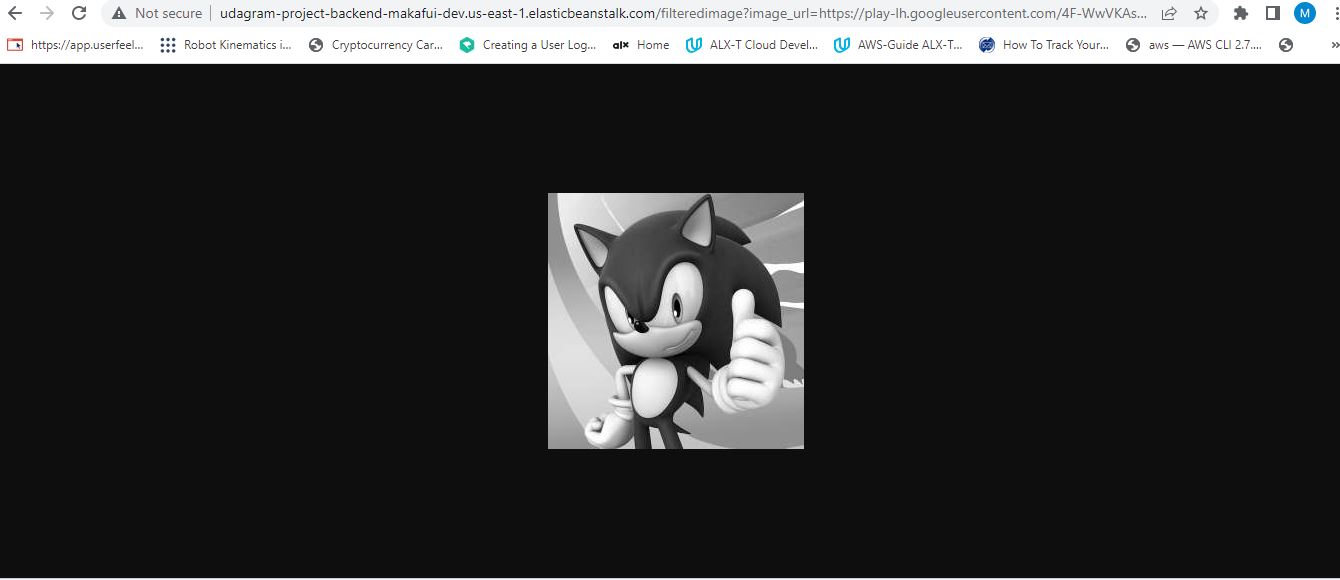 Not secure | udagram-project-backend-makafui-dev.us-east-1.elasticbeanstalk.com/filteredimage?image_url=https://play-lh.googleusercontent.com/4F-WwVKAs... M
https://app.userfeel... Robot Kinematics i... Cryptocurrency Car... Creating a User Log... alx Home ALX-T Cloud Devel... AWS-Guide ALX-T... How To Track Your... aws — AWS CLI 2.7.... »